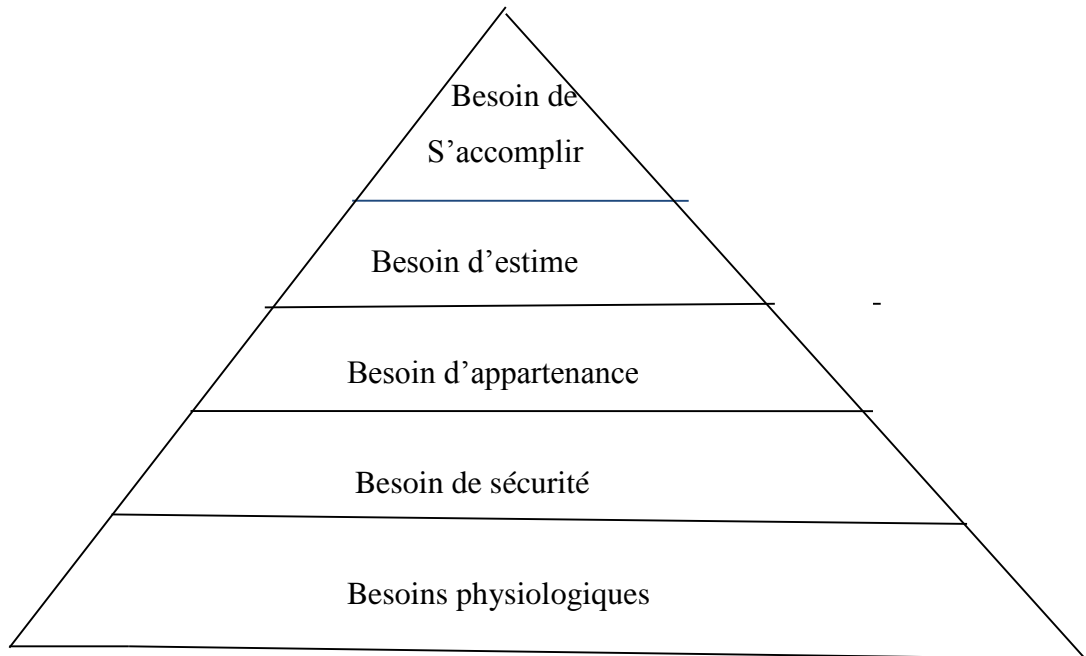 Besoin de
S’accomplir
Besoin d’estime
Besoin d’appartenance
Besoin de sécurité
Besoins physiologiques